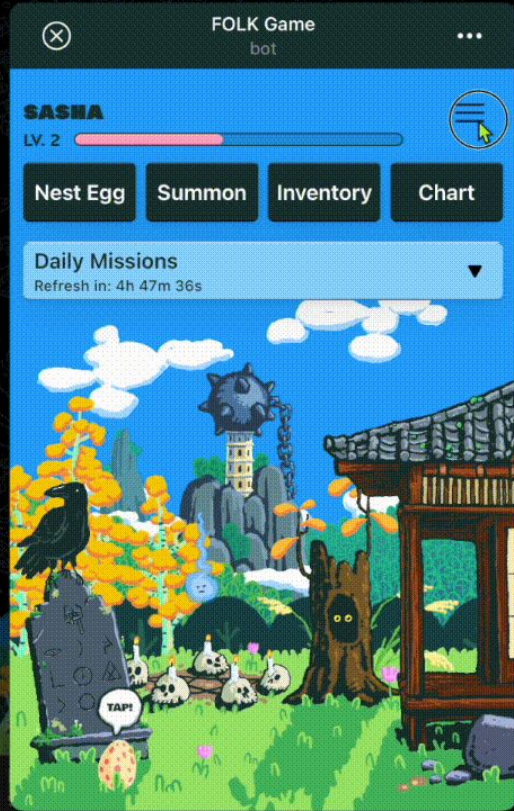 FOLK Game
bot
SASHA
LV. 2
Nest Egg
Summon
Inventory
Chart
Daily Missions
Refresh in: 4h 47m 36s
TAP!